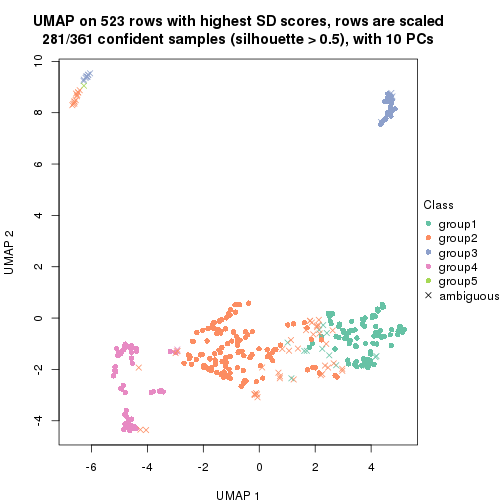 UMAP on 523 rows with highest SD scores, rows are scaled
281/361 confident samples (silhouette > 0.5), with 10 PCs
10
8
6
4
2
0
-2
-4
UMAP 2
-6
-4
-2
0
2
4
UMAP 1
Class
group1
group2
group3
group4
group5
ambiguous